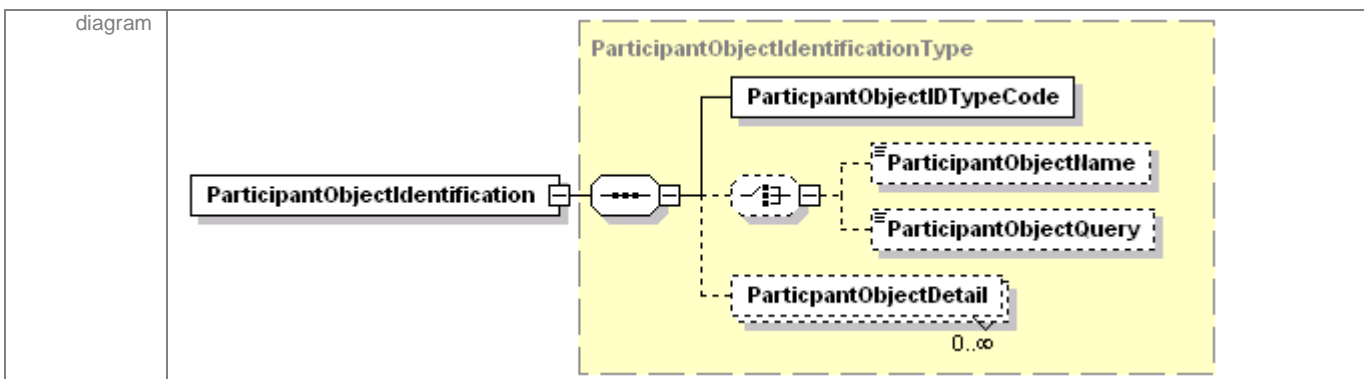 diagram
ParticipantObjectIdentificationType
ParticpantObjectIDTypeCode
ParticipantObjectName
ParticipantObjectIdentification
ParticipantObjectQuery
ParticpantObjectDetail
0..∞